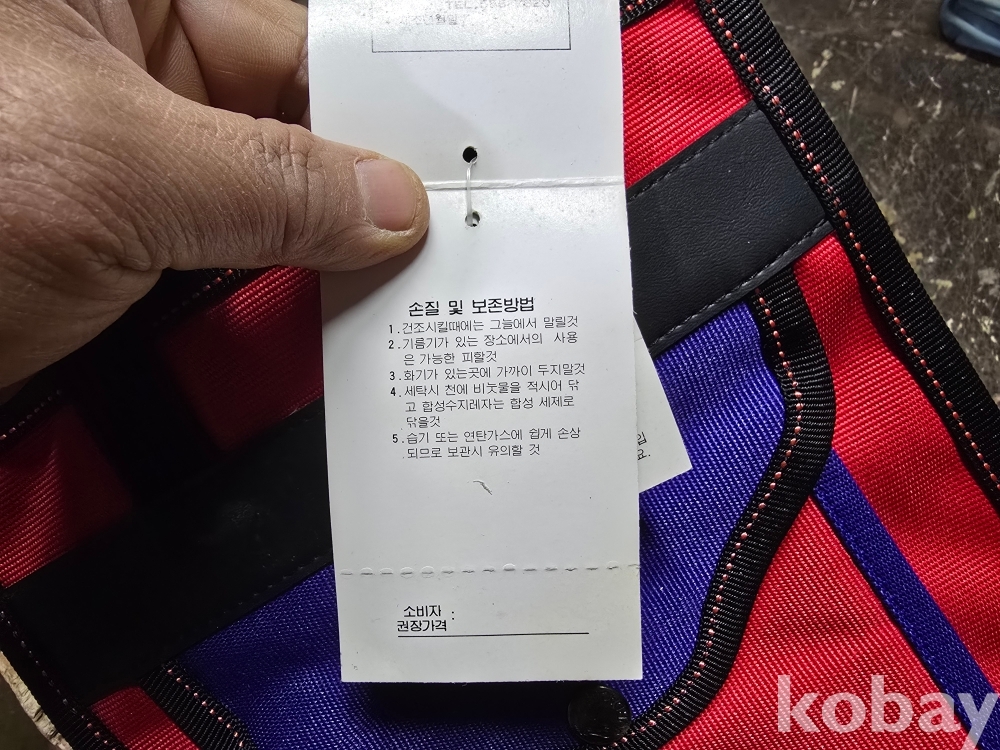 손질 및 보존방법
1.건조시킬때에는 그늘에서 말릴것
2.기름기가 있는 장소에서의 사용
은 가능한 피할것
3.화기가 있는곳에 가까이 두지말것
4.세탁시 천에 비눗물을 적시어 닦
고 합성수지레자는 합성 세제로
닦을것
5.습기 또는 연탄가스에 쉽게 손상
되므로 보관시 유의할 것
입
요.
소비자 :
권장가격
kobay